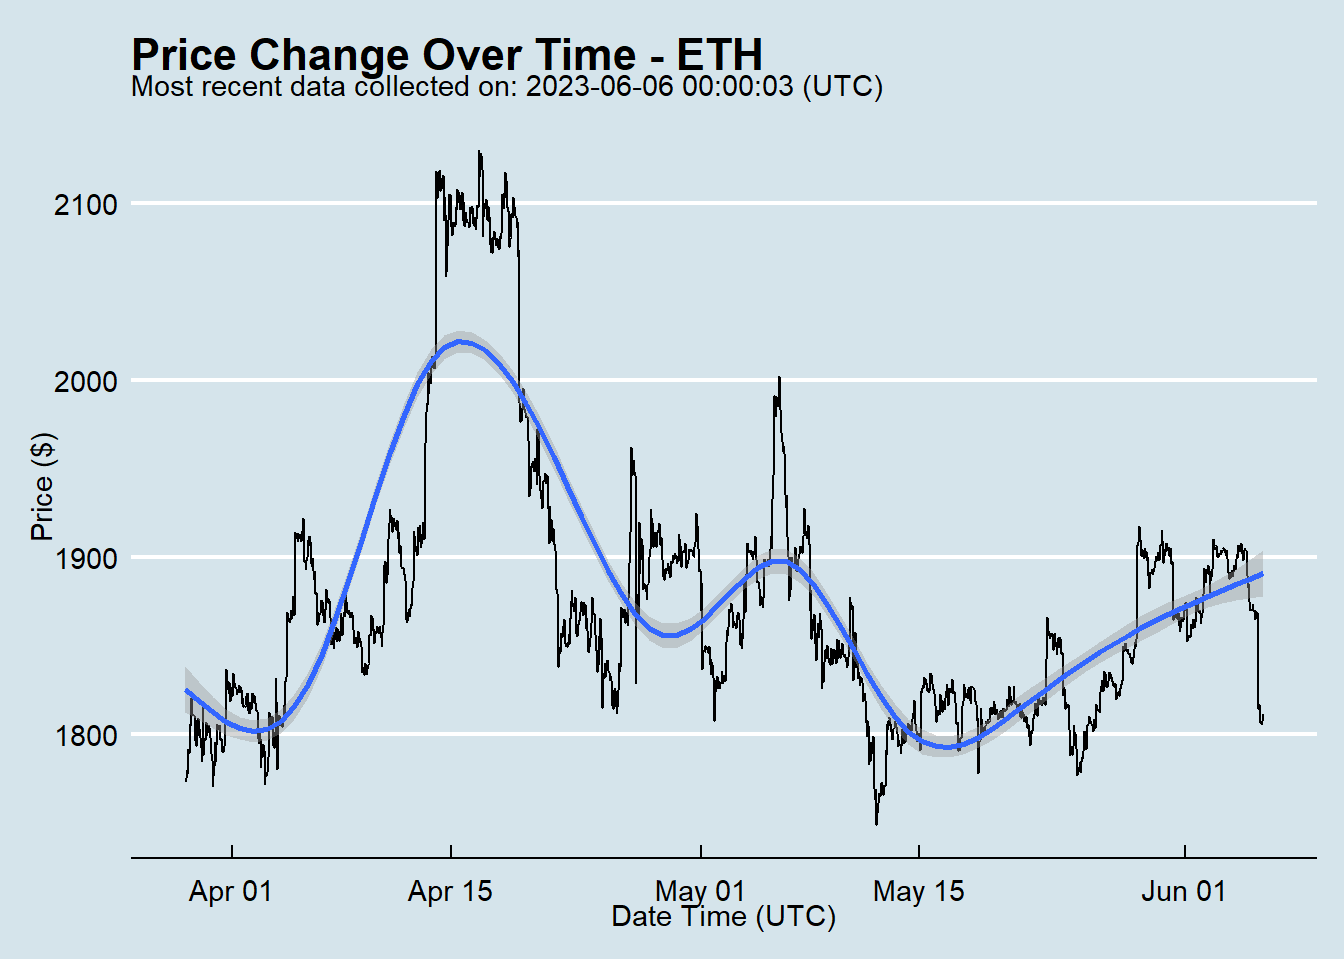 Price Change Over Time - ETH
Most recent data collected on: 2023-06-06 00:00:03 (UTC)
2100
2000
1900
1800
Price ($)
Apr 01
Apr 15
May 01
May 15
Jun 01
Date Time (UTC)